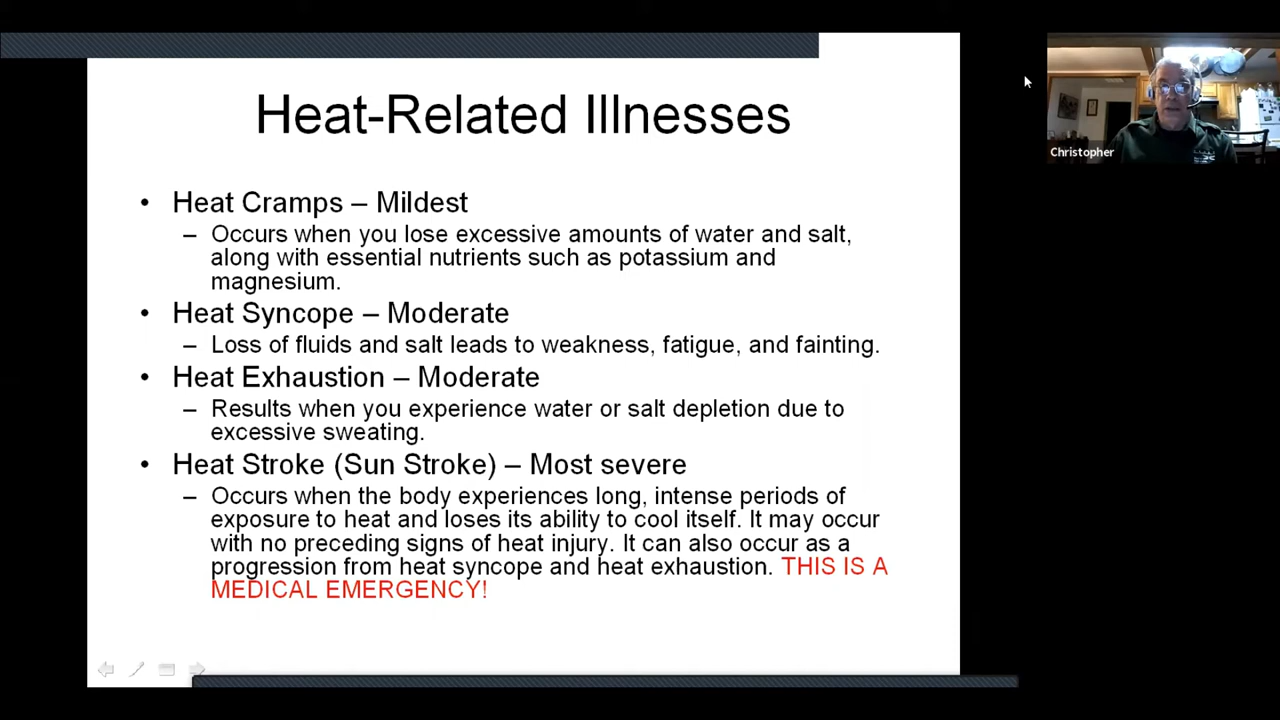 Heat-Related Illnesses
• Heat Cramps – Mildest
– Occurs when you lose excessive amounts of water and salt,
along with essential nutrients such as potassium and
magnesium.
• Heat Syncope – Moderate
– Loss of fluids and salt leads to weakness, fatigue, and fainting.
• Heat Exhaustion – Moderate
– Results when you experience water or salt depletion due to
excessive sweating.
• Heat Stroke (Sun Stroke) – Most severe
– Occurs when the body experiences long, intense periods of
exposure to heat and loses its ability to cool itself. It may occur
with no preceding signs of heat injury. It can also occur as a
progression from heat syncope and heat exhaustion. THIS IS A
MEDICAL EMERGENCY!
Christopher